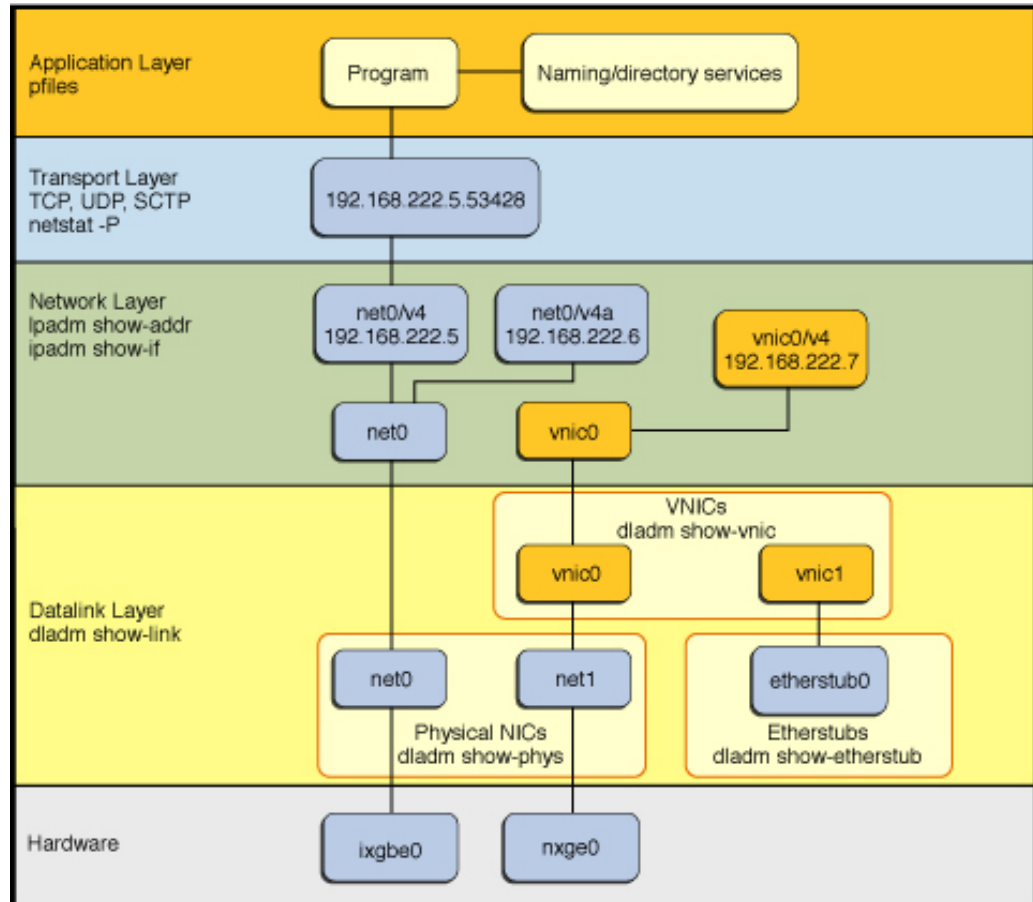 Application Layer
pfiles
Program
Naming/directory services
Transport Layer
TCP, UDP, SCTP
netstat -P
192.168.222.5.53428
Network Layer
Ipadm show-addr
ipadm show-if
net0/v4
192.168.222.5
net0/v4a
192.168.222.6
vnic0/v4
192.168.222.7
net0
vnic0
VNICs
dladm show-vnic
vnic0
vnic1
Datalink Layer
dladm show-link
net0
net1
Physical NICs
dladm show-phys
etherstub0
Etherstubs
dladm show-etherstub
Hardware
ixgbe0
nxge0